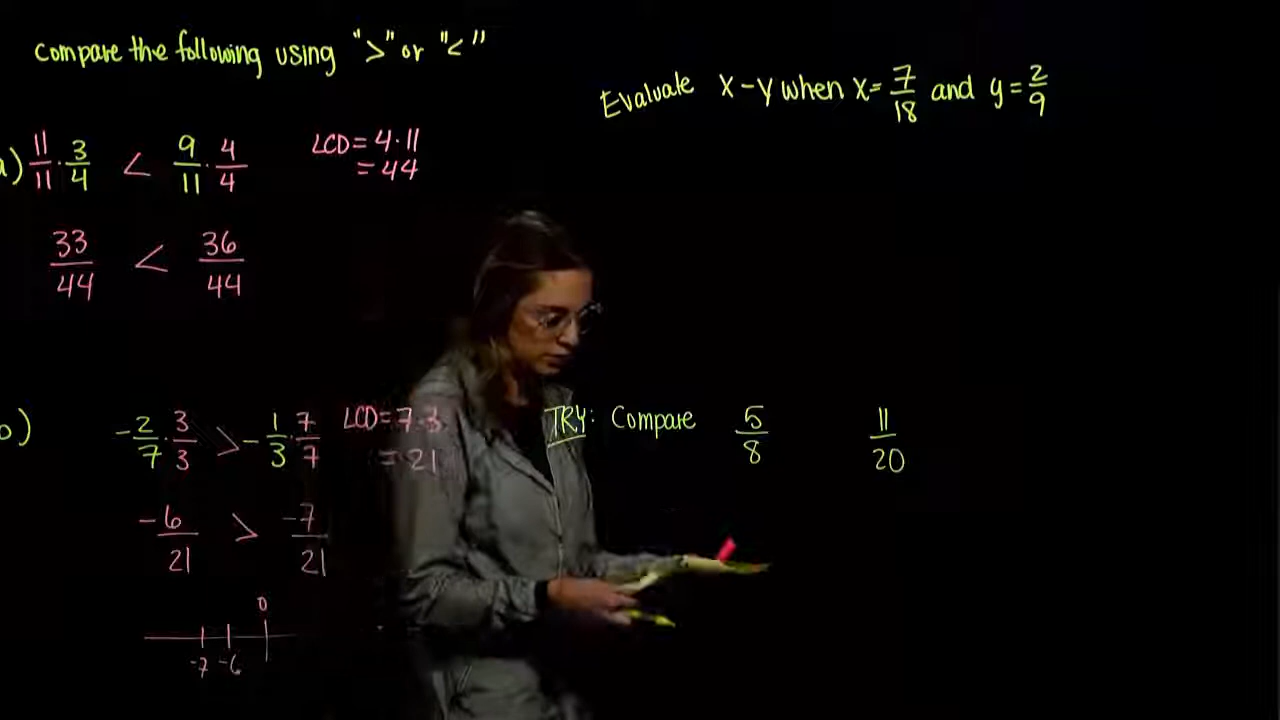 Compare the following using ">" or "<"
a) 11/11 · 3/4 < 9/11 · 4/4
LCD = 4·11
= 44
33/44 < 36/44
b) -2/7 · 3/3 > -1/3 · 7/7
LCD = 7·3
= 21
-6/21 > -7/21
0
-7 -6
Evaluate x-y when x= 7/18 and y= 2/9
TRY: Compare 5/8 11/20